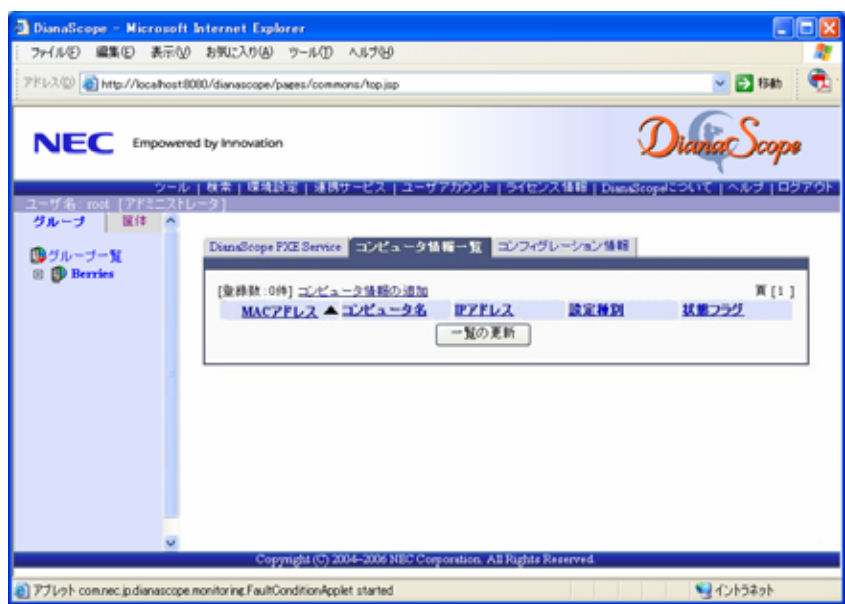 DianaScope - Microsoft Internet Explorer
ファイル(F) 編集(E) 表示(V) お気に入り(A) ツール(T) ヘルプ(H)
アドレス(D) http://localhost:8080/dianascope/pages/commons/top.jsp 移動
NEC Empowered by Innovation
DianaScope
ツール | 検索 | 環境設定 | 連携サービス | ユーザアカウント | ライセンス情報 | DianaScopeについて | ヘルプ | ログアウト
ユーザ名: root [アドミニストレータ]
グループ 筐体
グループ一覧
Berries
DianaScope PXE Service コンピュータ情報一覧 コンフィグレーション情報
[登録数:0件] コンピュータ情報の追加 頁 [1 ]
MACアドレス ▲ コンピュータ名 IPアドレス 設定種別 状態フラグ
一覧の更新
Copyright (C) 2004-2006 NEC Corporation. All Rights Reserved.
アプレット com.nec.jp.dianascope.monitoring.FaultConditionApplet started イントラネット